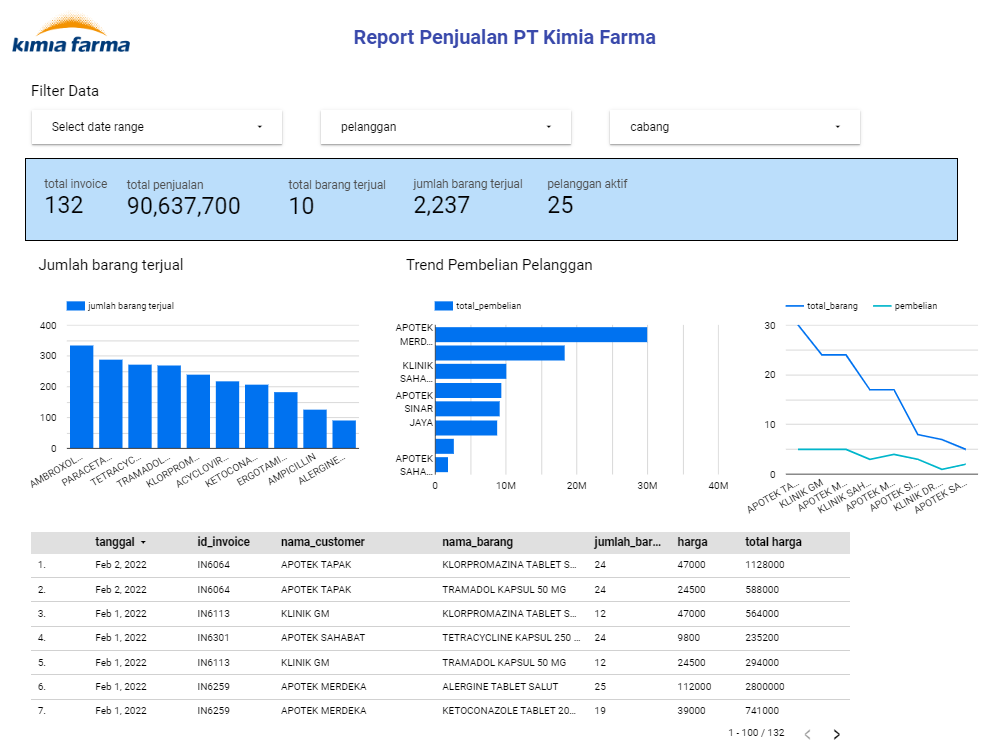 kimia farma
Report Penjualan PT Kimia Farma
Filter Data
Select date range
pelanggan
cabang
total invoice
132
total penjualan
90,637,700
total barang terjual
10
jumlah barang terjual
2,237
pelanggan aktif
25
Jumlah barang terjual
jumlah barang terjual
400
300
200
100
0
AMBROXOL...
PARACETA...
TETRACYC...
TRAMADOL...
KLORPROM...
ACYCLOVIR...
KETOCONA...
ERGOTAMI...
AMPICILLIN
ALERGINE...
Trend Pembelian Pelanggan
total_pembelian
APOTEK
MERD...
KLINIK
SAHA...
APOTEK
SINAR
JAYA
APOTEK
SAHA...
0 10M 20M 30M 40M
total_barang pembelian
30
20
10
0
APOTEK TA...
KLINIK GM
APOTEK M...
KLINIK SAH...
APOTEK M...
APOTEK SI...
KLINIK DR...
APOTEK SA...
tanggal id_invoice nama_customer nama_barang jumlah_bar... harga total harga
1. Feb 2, 2022 IN6064 APOTEK TAPAK KLORPROMAZINA TABLET S... 24 47000 1128000
2. Feb 2, 2022 IN6064 APOTEK TAPAK TRAMADOL KAPSUL 50 MG 24 24500 588000
3. Feb 1, 2022 IN6113 KLINIK GM KLORPROMAZINA TABLET S... 12 47000 564000
4. Feb 1, 2022 IN6301 APOTEK SAHABAT TETRACYCLINE KAPSUL 250 ... 24 9800 235200
5. Feb 1, 2022 IN6113 KLINIK GM TRAMADOL KAPSUL 50 MG 12 24500 294000
6. Feb 1, 2022 IN6259 APOTEK MERDEKA ALERGINE TABLET SALUT 25 112000 2800000
7. Feb 1, 2022 IN6259 APOTEK MERDEKA KETOCONAZOLE TABLET 20... 19 39000 741000
1 - 100 / 132